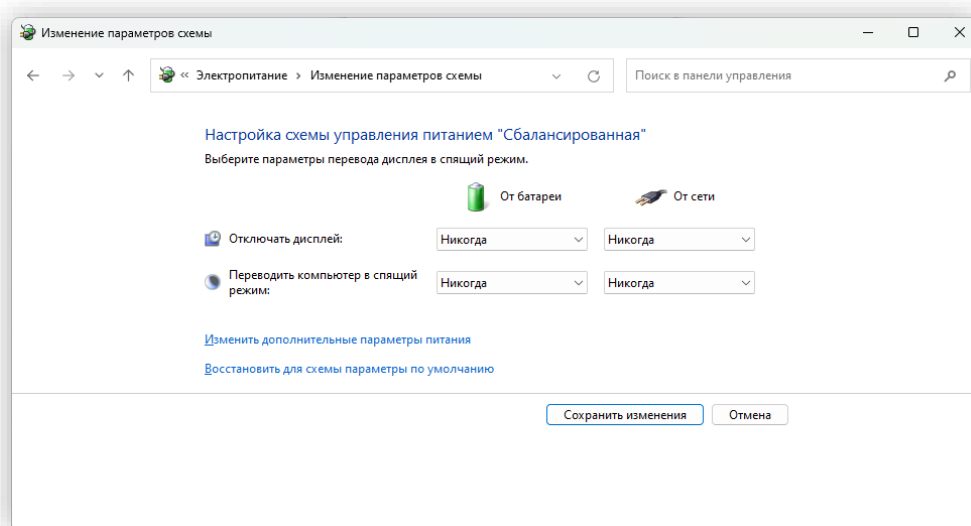 Изменение параметров схемы
« Электропитание > Изменение параметров схемы
Поиск в панели управления
Настройка схемы управления питанием "Сбалансированная"
Выберите параметры перевода дисплея в спящий режим.
От батареи От сети
Отключать дисплей: Никогда Никогда
Переводить компьютер в спящий
режим: Никогда Никогда
Изменить дополнительные параметры питания
Восстановить для схемы параметры по умолчанию
Сохранить изменения Отмена